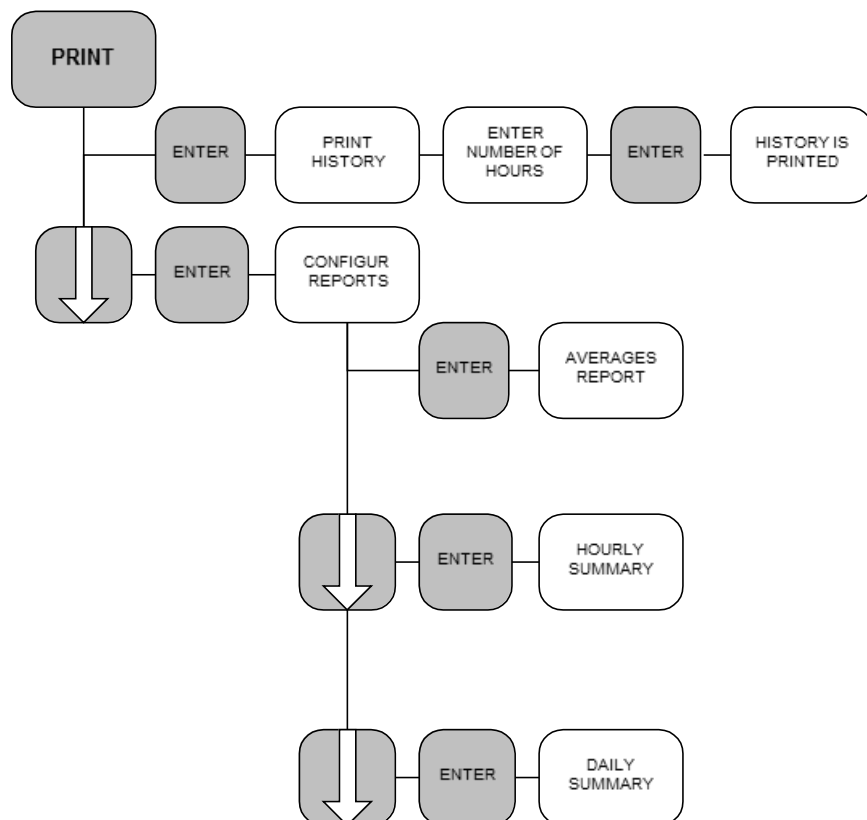 PRINT
ENTER
PRINT
HISTORY
ENTER
NUMBER OF
HOURS
ENTER
HISTORY IS
PRINTED
ENTER
CONFIGUR
REPORTS
ENTER
AVERAGES
REPORT
ENTER
HOURLY
SUMMARY
ENTER
DAILY
SUMMARY